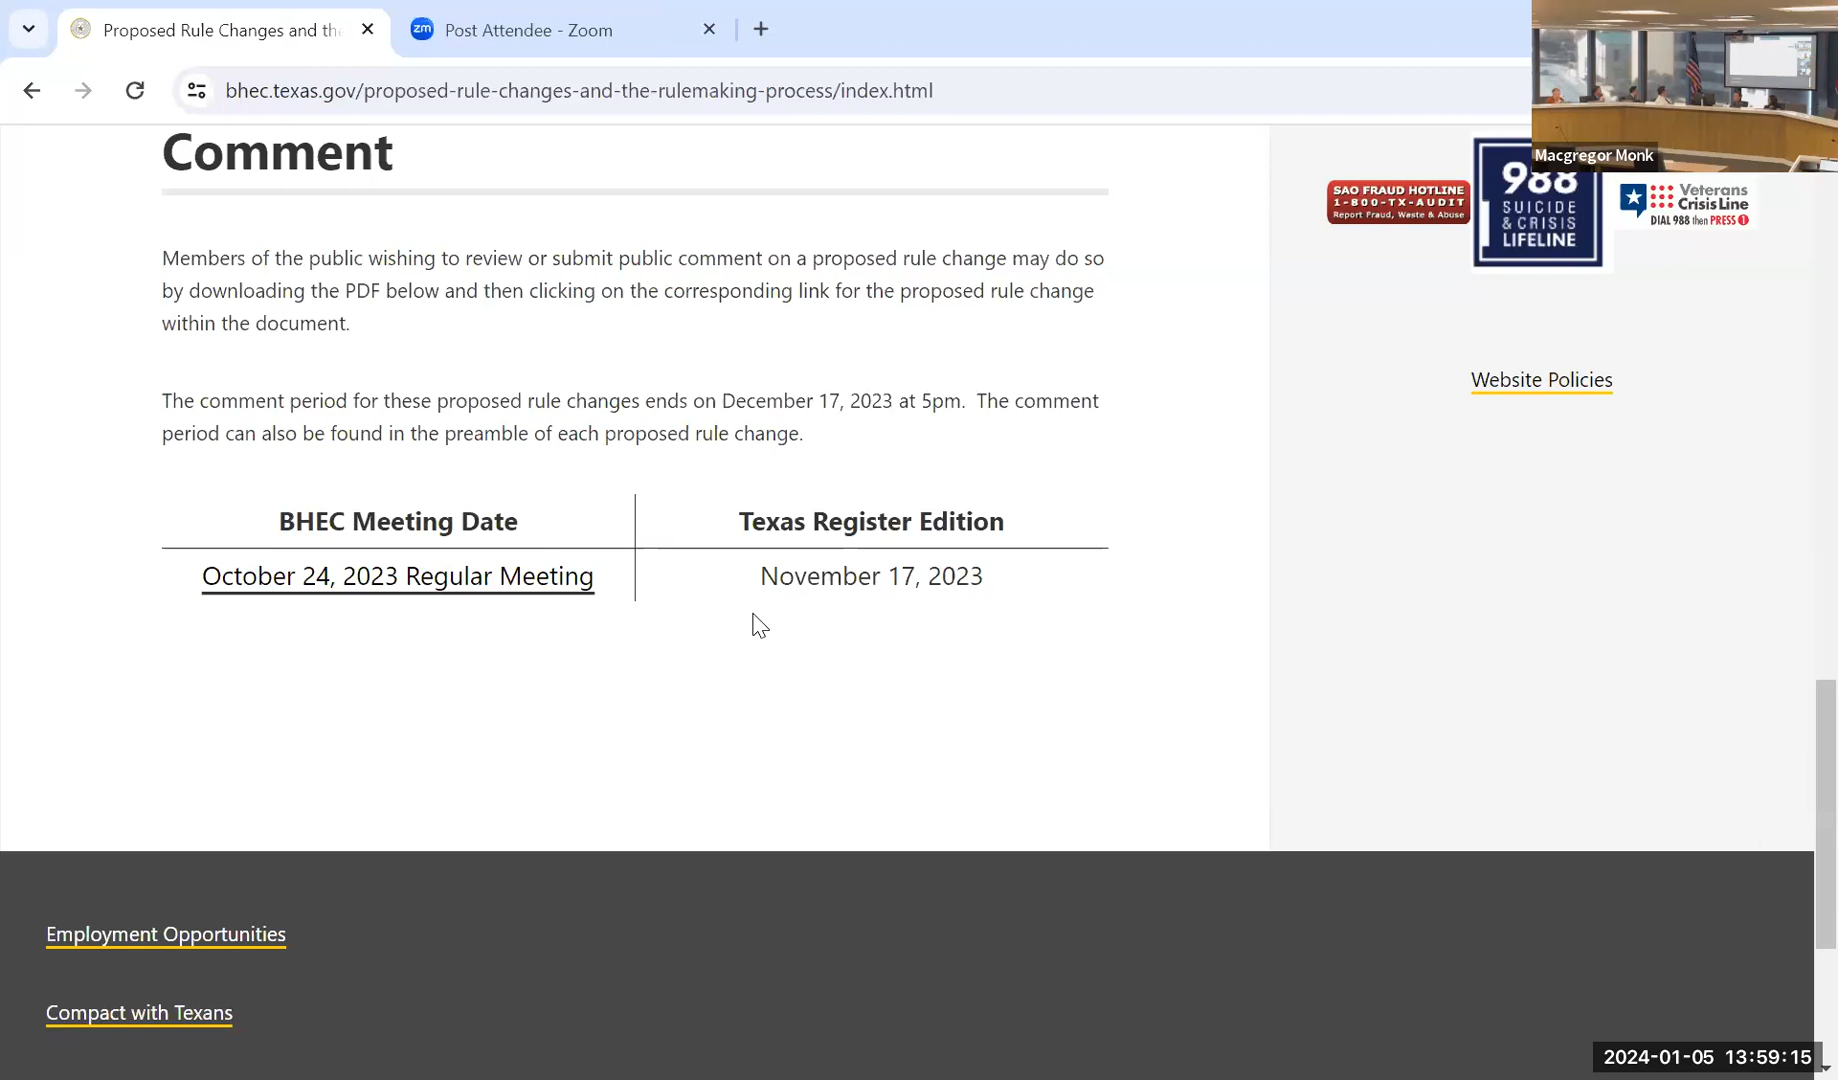 Proposed Rule Changes and the
Post Attendee - Zoom
bhec.texas.gov/proposed-rule-changes-and-the-rulemaking-process/index.html
Macgregor Monk
Comment
Members of the public wishing to review or submit public comment on a proposed rule change may do so
by downloading the PDF below and then clicking on the corresponding link for the proposed rule change
within the document.
The comment period for these proposed rule changes ends on December 17, 2023 at 5pm.  The comment
period can also be found in the preamble of each proposed rule change.
BHEC Meeting Date
Texas Register Edition
October 24, 2023 Regular Meeting
November 17, 2023
SAO FRAUD HOTLINE
1-800-TX-AUDIT
Report Fraud, Waste & Abuse
988
SUICIDE
& CRISIS
LIFELINE
Veterans
Crisis Line
DIAL 988 then PRESS 1
Website Policies
Employment Opportunities
Compact with Texans
2024-01-05 13:59:15